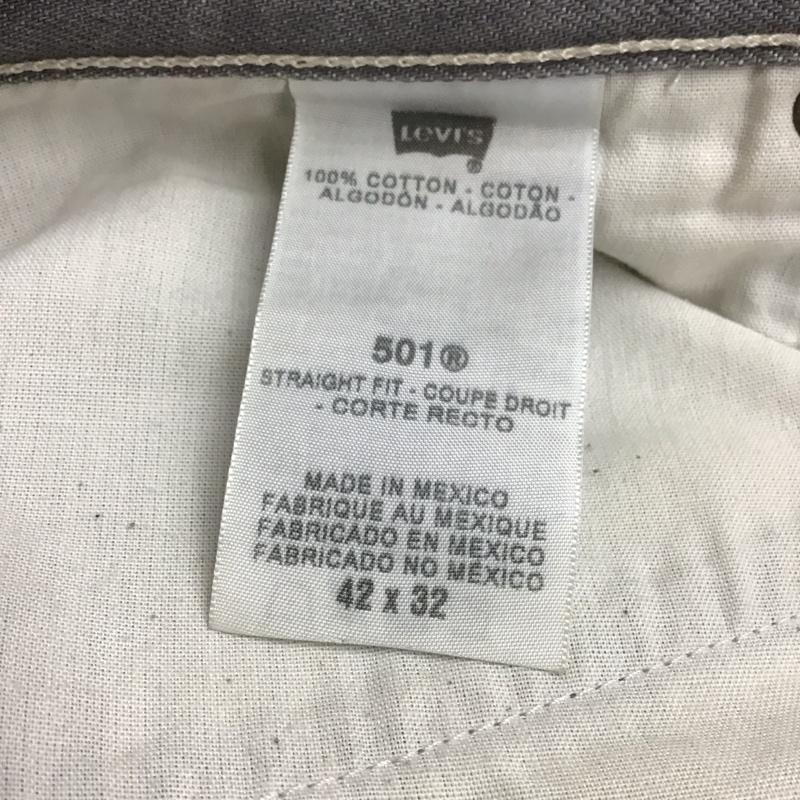 LEVI'S
®
100% COTTON - COTON -
ALGODÓN - ALGODÃO
501®
STRAIGHT FIT - COUPE DROIT
- CORTE RECTO
MADE IN MEXICO
FABRIQUE AU MEXIQUE
FABRICADO EN MEXICO
FABRICADO NO MÉXICO
42 x 32